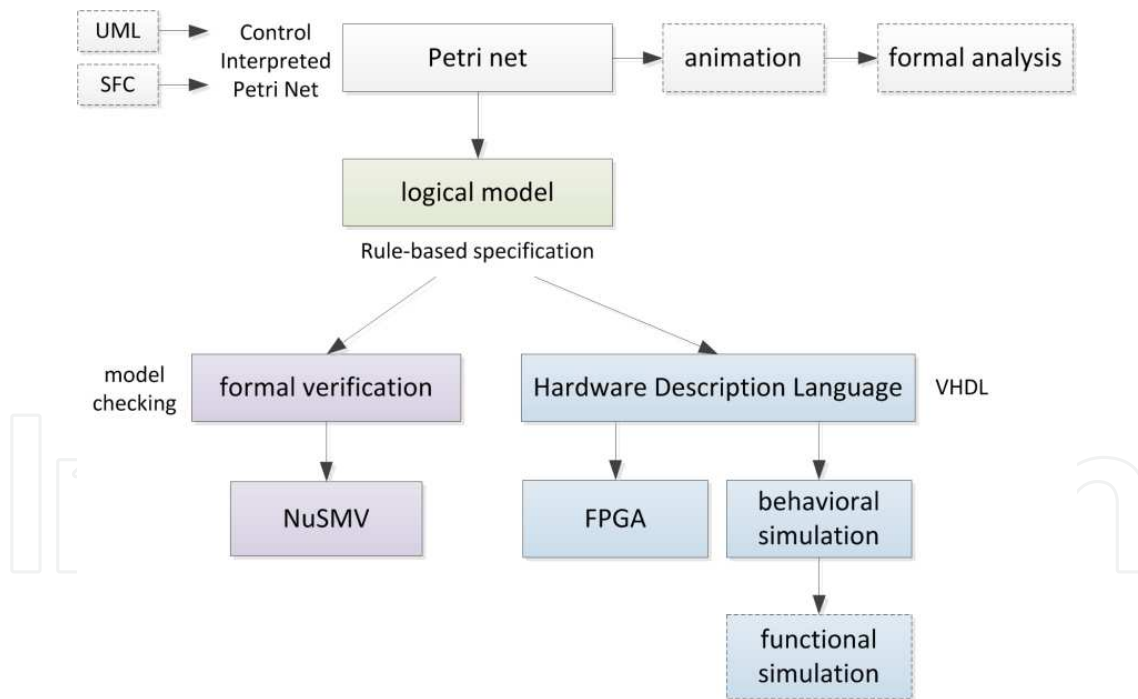 UML
SFC
Control
Interpreted
Petri Net
Petri net
animation
formal analysis
logical model
Rule-based specification
model
checking
formal verification
Hardware Description Language
VHDL
NuSMV
FPGA
behavioral
simulation
functional
simulation